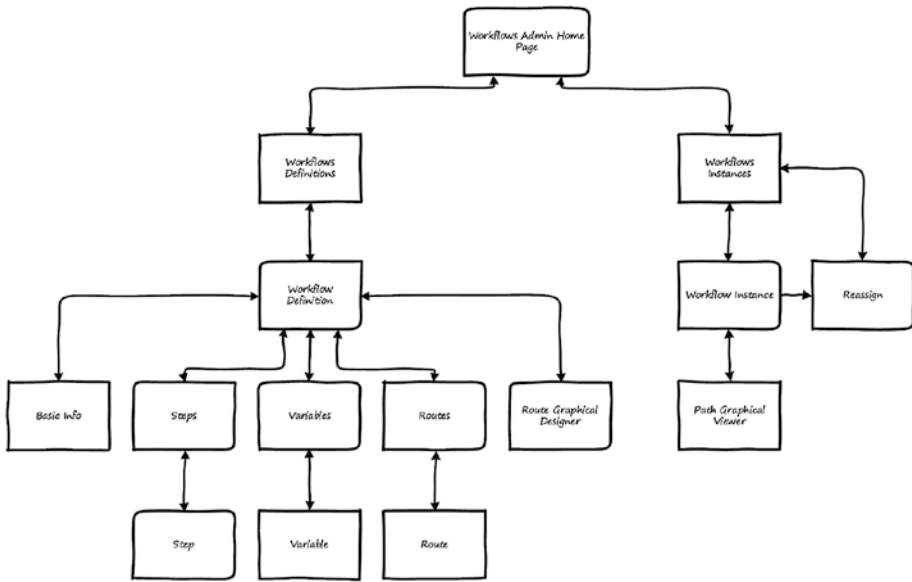 Workflows Admin Home
Page
Workflows
Definitions
Workflows
Instances
Workflow
Definition
Workflow Instance
Reassign
Basic Info
Steps
Variables
Routes
Route Graphical
Designer
Path Graphical
Viewer
Step
Variable
Route